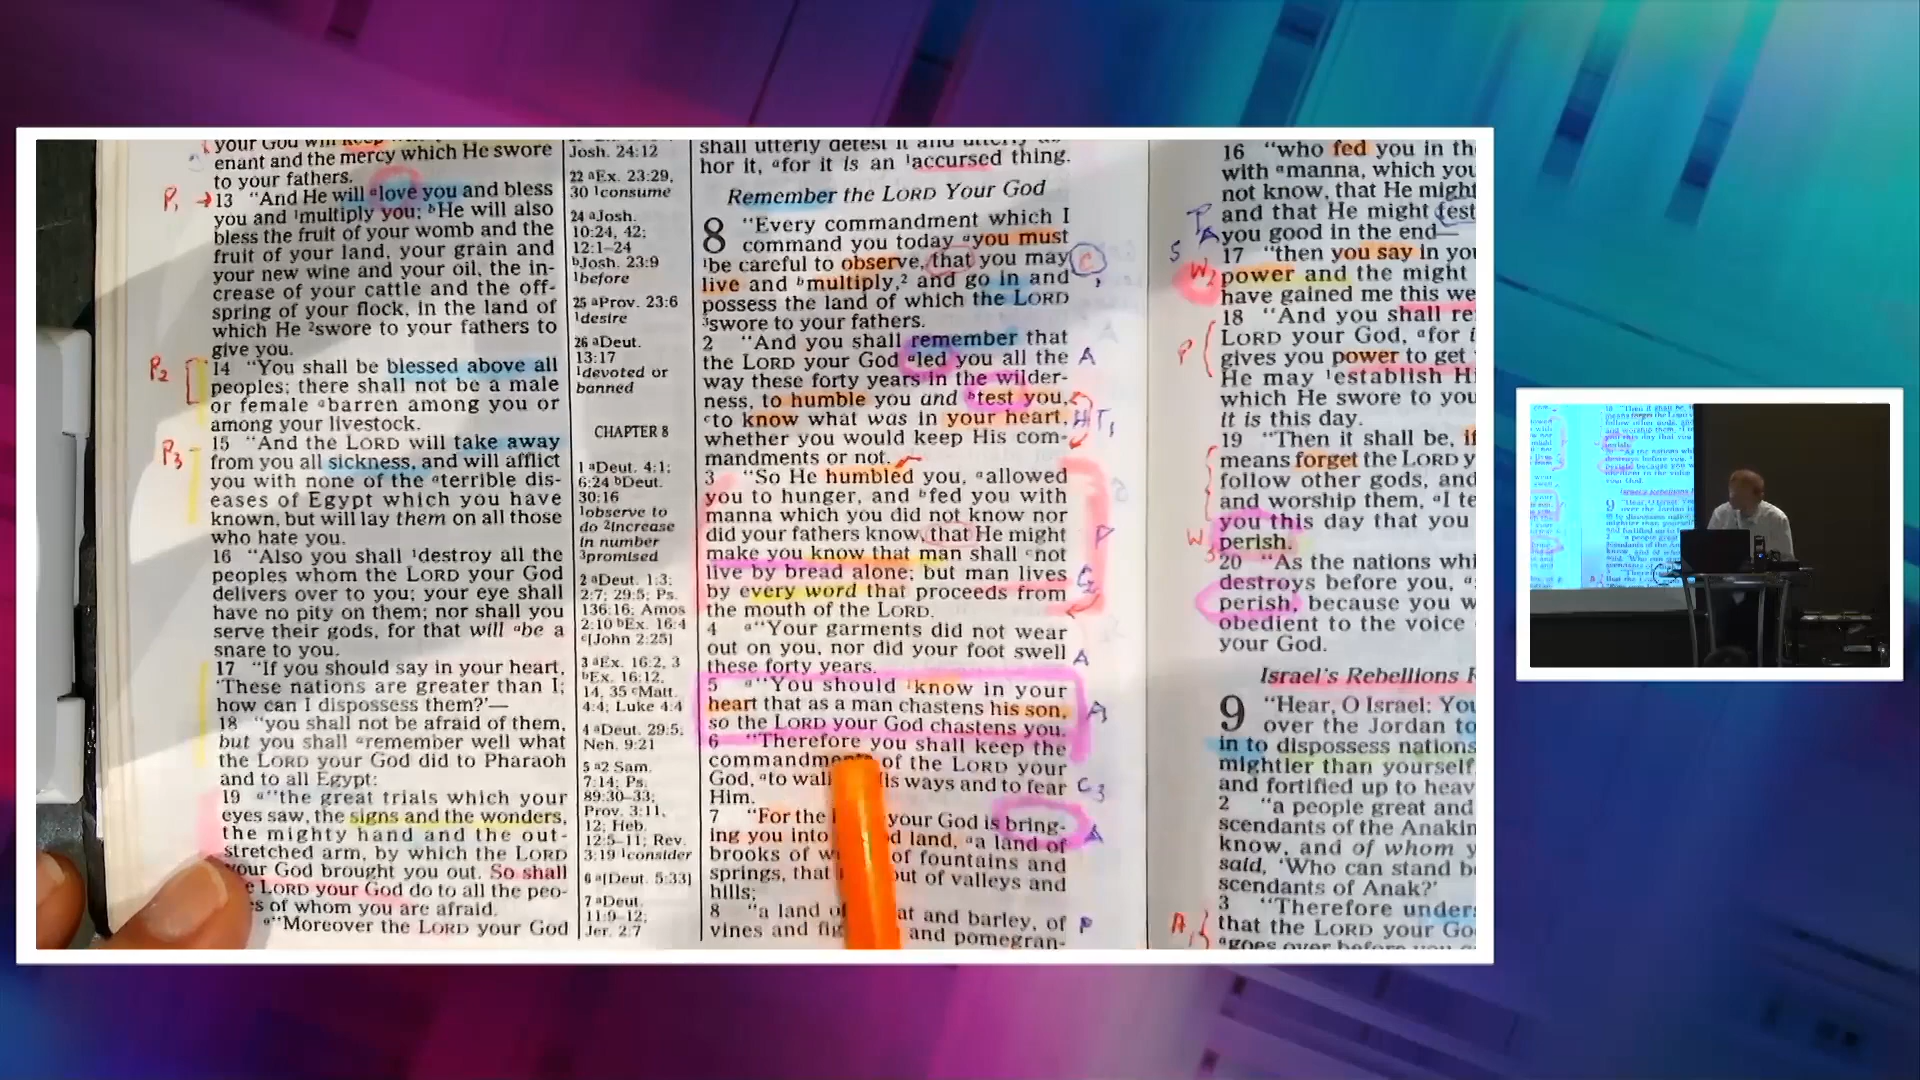 your God will keep
enant and the mercy which He swore
to your fathers.
P1 → 13 "And He will ᵃlove you and bless
you and ¹multiply you; ᵇHe will also
bless the fruit of your womb and the
fruit of your land, your grain and
your new wine and your oil, the in-
crease of your cattle and the off-
spring of your flock, in the land of
which He ²swore to your fathers to
give you.
P2 14 "You shall be blessed above all
peoples; there shall not be a male
or female ᵃbarren among you or
among your livestock.
P3 15 "And the LORD will take away
from you all sickness, and will afflict
you with none of the ᵃterrible dis-
eases of Egypt which you have
known, but will lay them on all those
who hate you.
16 "Also you shall ¹destroy all the
peoples whom the LORD your God
delivers over to you; your eye shall
have no pity on them; nor shall you
serve their gods, for that will ᵃbe a
snare to you.
17 "If you should say in your heart,
'These nations are greater than I;
how can I dispossess them?'—
18 "you shall not be afraid of them,
but you shall ᵃremember well what
the LORD your God did to Pharaoh
and to all Egypt:
19 ᵃ"the great trials which your
eyes saw, the signs and the wonders,
the mighty hand and the out-
stretched arm, by which the LORD
your God brought you out. So shall
LORD your God do to all the peo-
of whom you are afraid.
ᵃ"Moreover the LORD your God
Josh. 24:12
22 ᵃEx. 23:29,
30 ¹consume
24 ᵃJosh.
10:24, 42;
12:1–24
ᵇJosh. 23:9
¹before
25 ᵃProv. 23:6
¹desire
26 ᵃDeut.
13:17
¹devoted or
banned
CHAPTER 8
1 ᵃDeut. 4:1;
6:24 ᵇDeut.
30:16
¹observe to
do ²increase
in number
³promised
2 ᵃDeut. 1:3;
2:7; 29:5; Ps.
136:16; Amos
2:10 ᵇEx. 16:4
ᶜ[John 2:25]
3 ᵃEx. 16:2, 3
ᵇEx. 16:12,
14, 35 ᶜMatt.
4:4; Luke 4:4
4 ᵃDeut. 29:5;
Neh. 9:21
5 ᵃ2 Sam.
7:14; Ps.
89:30–33;
Prov. 3:11,
12; Heb.
12:5–11; Rev.
3:19 ¹consider
6 ᵃ[Deut. 5:33]
7 ᵃDeut.
11:9–12;
Jer. 2:7
shall utterly detest it and utterly ab-
hor it, ᵃfor it is an ¹accursed thing.
Remember the LORD Your God
8 "Every commandment which I
command you today ᵃyou must
¹be careful to observe, that you may C
live and ᵇmultiply,² and go in and
possess the land of which the LORD
³swore to your fathers.
2 "And you shall remember that
the LORD your God ᵃled you all the A
way these forty years in the wilder-
ness, to humble you and ᵇtest you,
ᶜto know what was in your heart, HT1
whether you would keep His com-
mandments or not.
3 "So He humbled you, ᵃallowed
you to hunger, and ᵇfed you with
manna which you did not know nor
did your fathers know, that He might P
make you know that man shall ᶜnot
live by bread alone; but man lives C2
by every word that proceeds from
the mouth of the LORD.
4 ᵃ"Your garments did not wear
out on you, nor did your foot swell A
these forty years.
5 ᵃ"You should ¹know in your
heart that as a man chastens his son, A
so the LORD your God chastens you.
6 "Therefore you shall keep the
commandments of the LORD your
God, ᵃto walk His ways and to fear C3
Him.
7 "For the your God is bring-
ing you into land, ᵃa land of A
brooks of of fountains and
springs, that out of valleys and
hills;
8 "a land of and barley, of P
vines and and pomegran-
16 "who fed you in
with ᵃmanna, which you
not know, that He might
and that He might test
you good in the end—
S 17 "then you say in
W2 power and the might
have gained me this
18 "And you shall
P LORD your God, ᵃfor
gives you power to get
He may ¹establish
which He swore to
it is this day.
19 "Then it shall be, if
means forget the LORD
follow other gods, and
and worship them, ᵃI
you this day that you
W3 perish.
20 "As the nations
destroys before you,
perish, because you
obedient to the voice
your God.
Israel's Rebellions
9 "Hear, O Israel:
over the Jordan to
in to dispossess nations
mightier than yourself,
and fortified up to
2 "a people great and
scendants of the Anakim
know, and of whom
said, 'Who can stand
scendants of Anak?'
3 "Therefore
A1 that the LORD your
ᵃgoes over before you